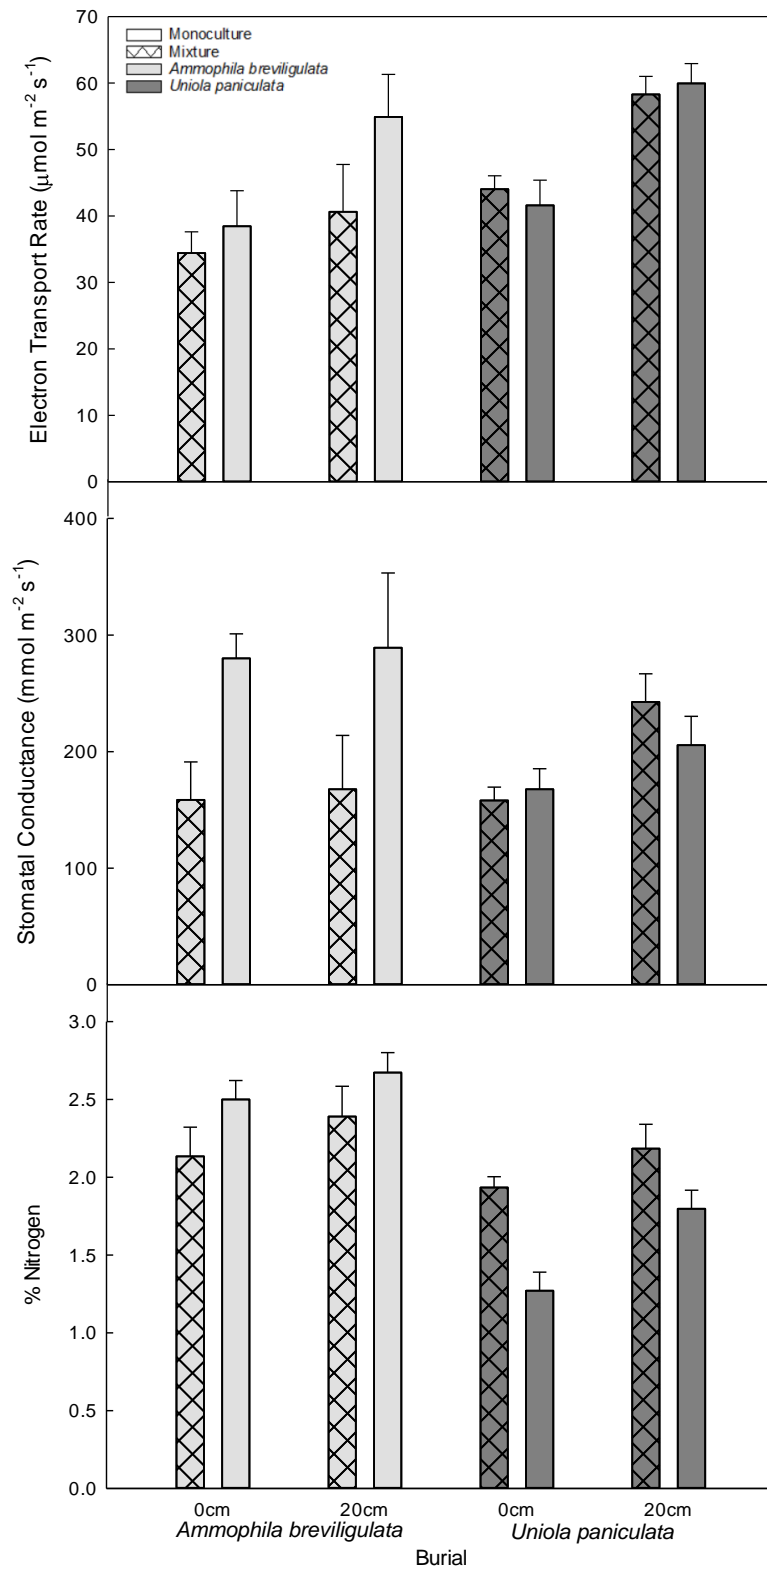 70
Monoculture
Mixture
Ammophila breviligulata
Uniola paniculata
60
50
40
30
20
10
0
Electron Transport Rate (μmol m-2 s-1)
400
300
200
100
0
Stomatal Conductance (mmol m-2 s-1)
3.0
2.5
2.0
1.5
1.0
0.5
0.0
% Nitrogen
0cm 20cm 0cm 20cm
Ammophila breviligulata Uniola paniculata
Burial